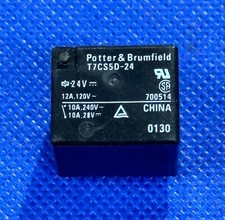 Potter & Brumfield
T7CS5D-24
24V⎓
12A.120V~
700514
10A.240V~
10A.28V⎓
CHINA
0130